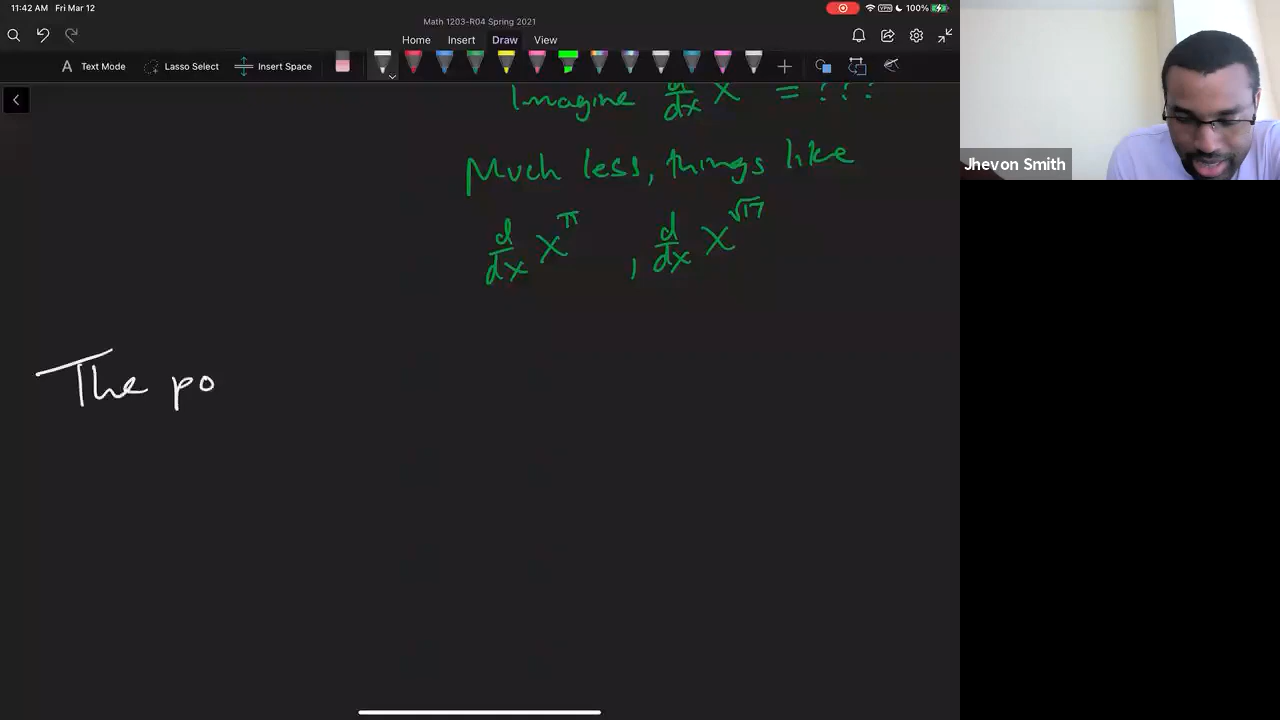 11:42 AM Fri Mar 12
VPN 100%
Math 1203-R04 Spring 2021
Home Insert Draw View
Text Mode Lasso Select Insert Space
Imagine d/dx X = ???
Much less, things like
d/dx X^π , d/dx X^√17
The po
Jhevon Smith